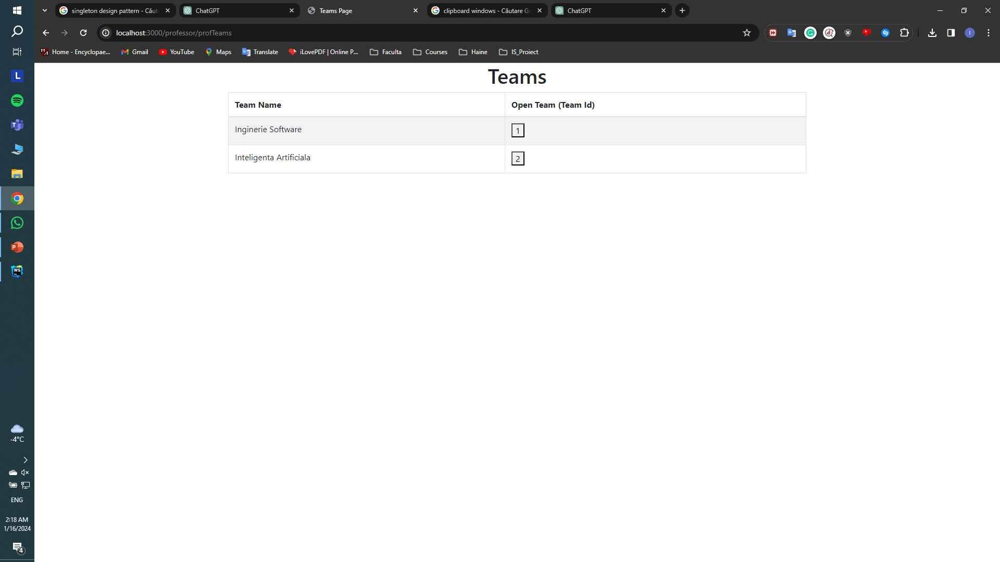 singleton design pattern - Căut
ChatGPT
Teams Page
clipboard windows - Căutare Go
ChatGPT
localhost:3000/professor/profTeams
Home - Encyclopae...
Gmail
YouTube
Maps
Translate
iLovePDF | Online P...
Faculta
Courses
Haine
IS_Proiect
Teams
Team Name
Open Team (Team Id)
Inginerie Software
1
Inteligenta Artificiala
2
L
T
P
WS
-4°C
ENG
2:18 AM
1/16/2024
4
I